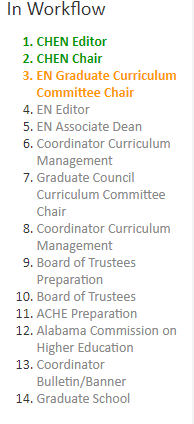 In Workflow
1. CHEN Editor
2. CHEN Chair
3. EN Graduate Curriculum
Committee Chair
4. EN Editor
5. EN Associate Dean
6. Coordinator Curriculum
Management
7. Graduate Council
Curriculum Committee
Chair
8. Coordinator Curriculum
Management
9. Board of Trustees
Preparation
10. Board of Trustees
11. ACHE Preparation
12. Alabama Commission on
Higher Education
13. Coordinator
Bulletin/Banner
14. Graduate School